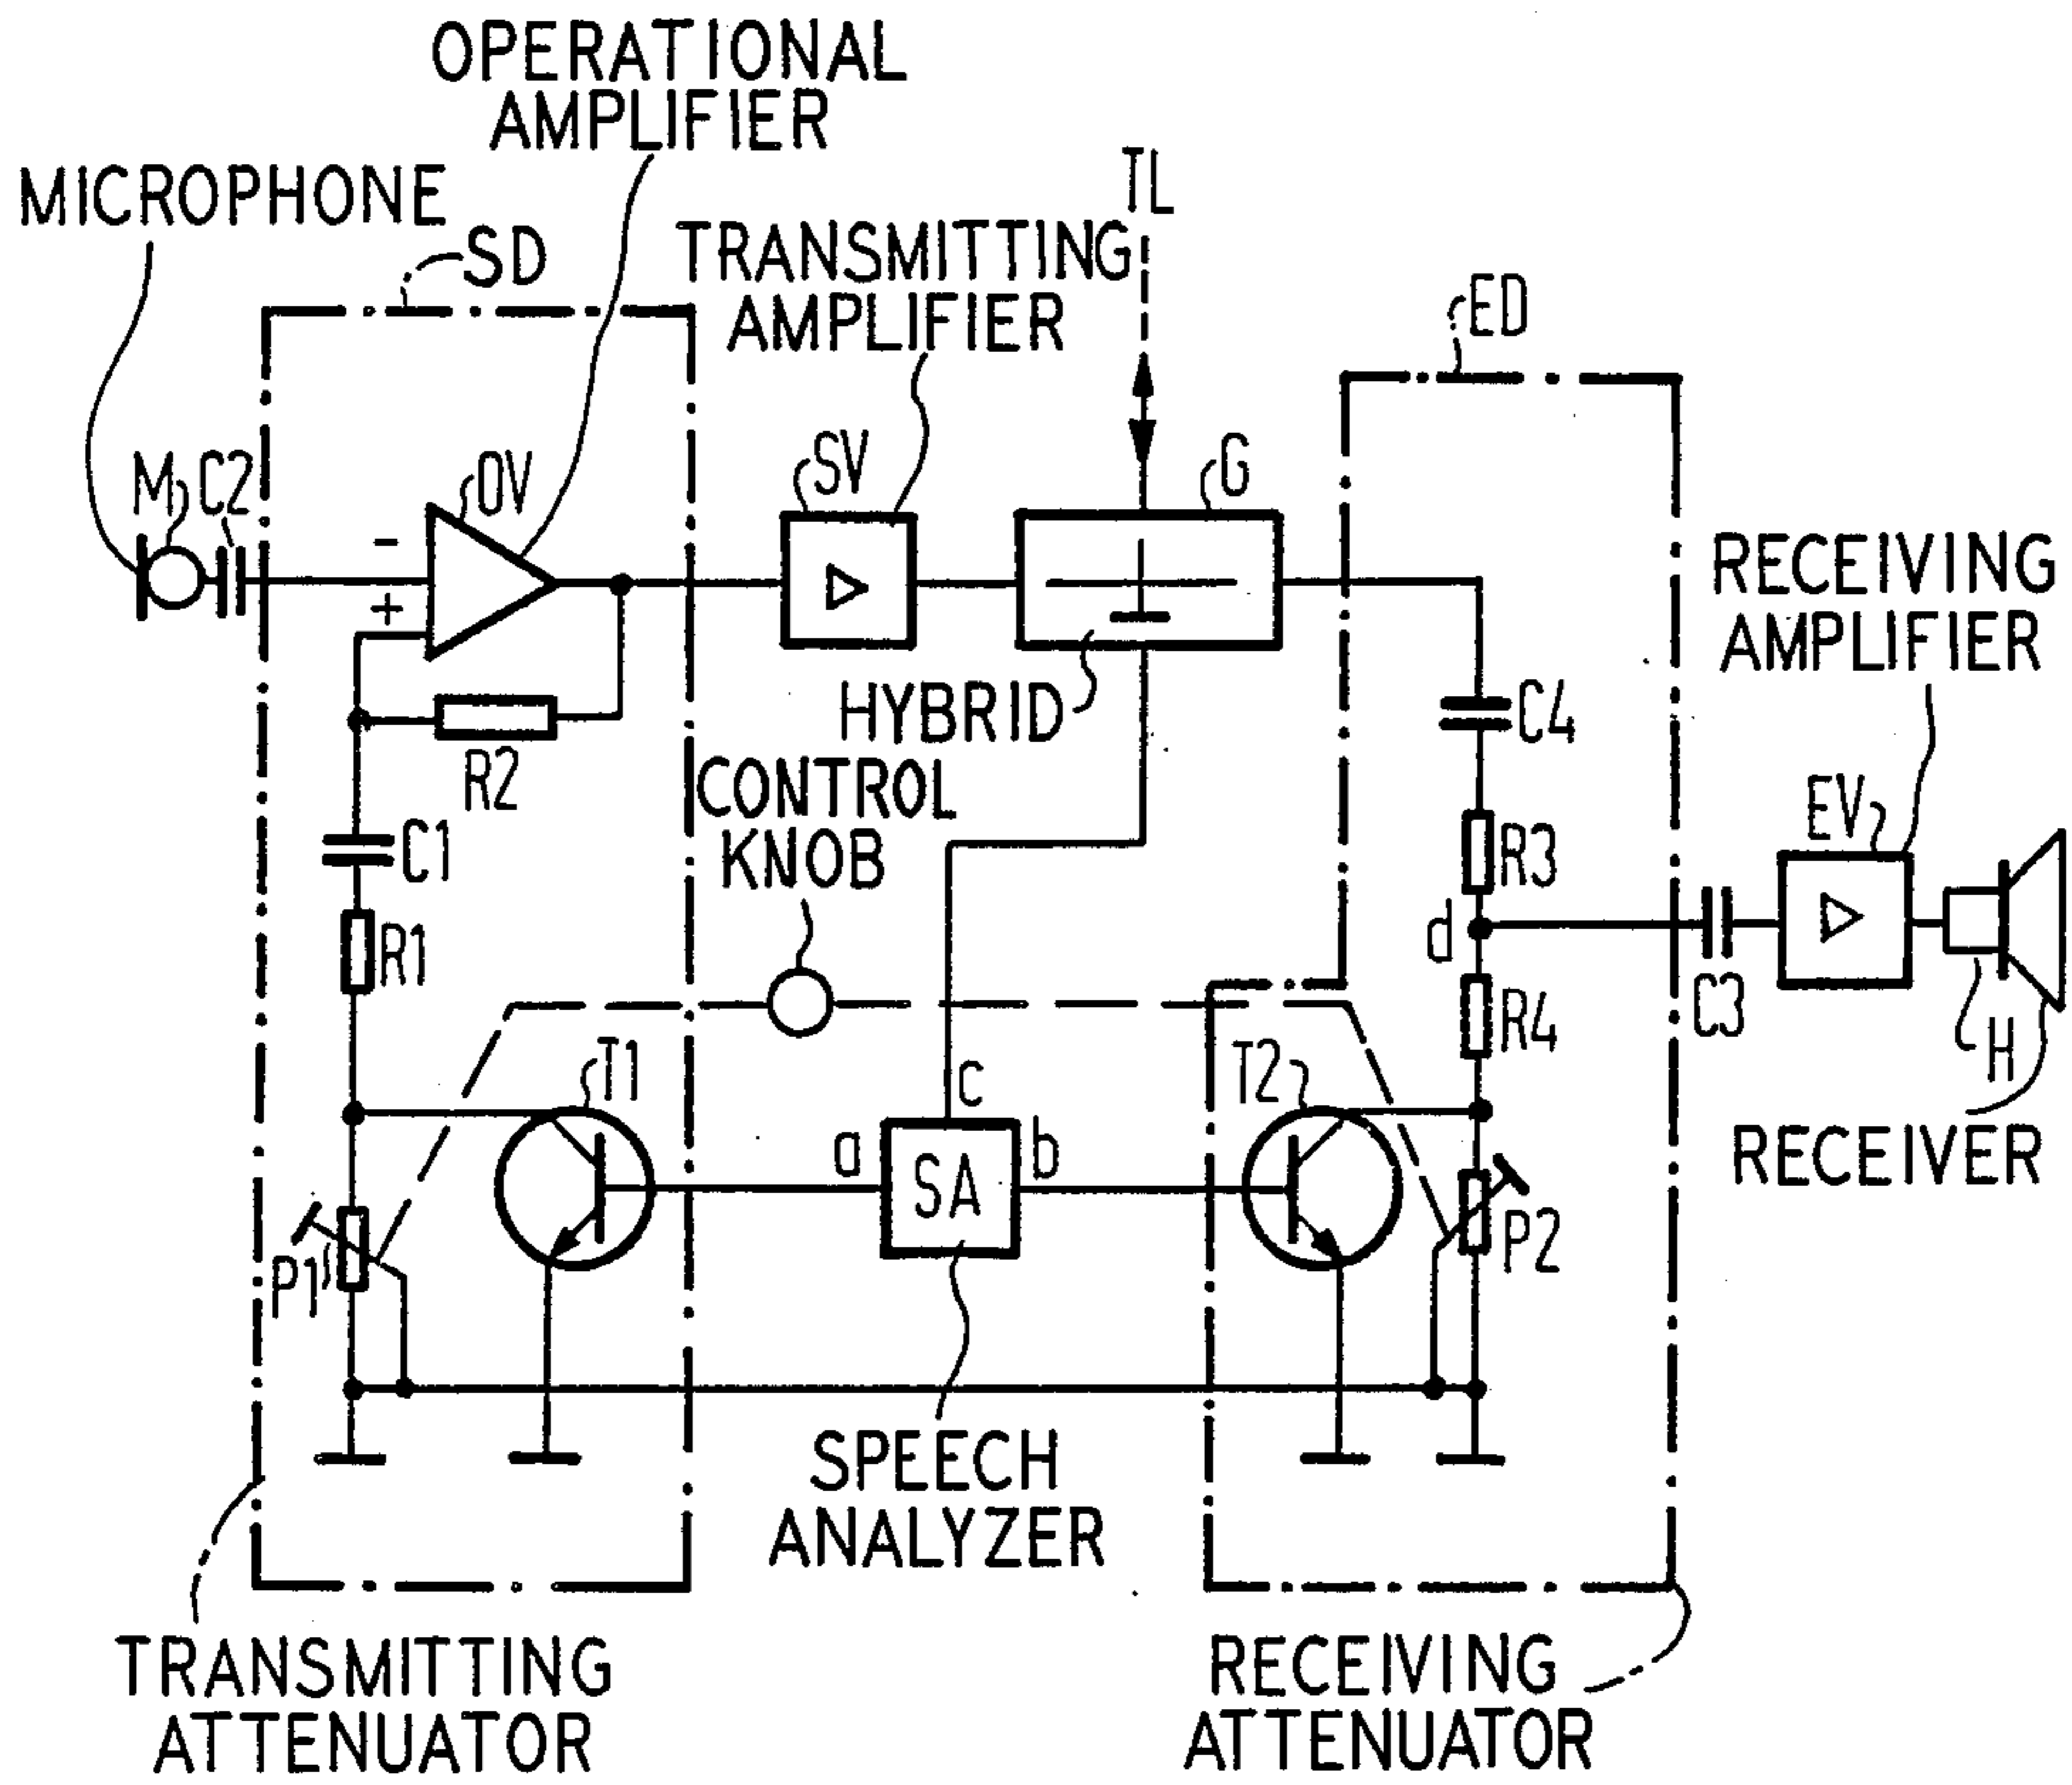 OPERATIONAL
AMPLIFIER
MICROPHONE
TL
SD
TRANSMITTING
AMPLIFIER
ED
M
C2
OV
SV
G
-
+
RECEIVING
AMPLIFIER
HYBRID
C4
R2
CONTROL
KNOB
C1
R3
EV
R1
d
C3
R4
H
T1
c
T2
a
SA
b
RECEIVER
P1
P2
SPEECH
ANALYZER
TRANSMITTING
ATTENUATOR
RECEIVING
ATTENUATOR